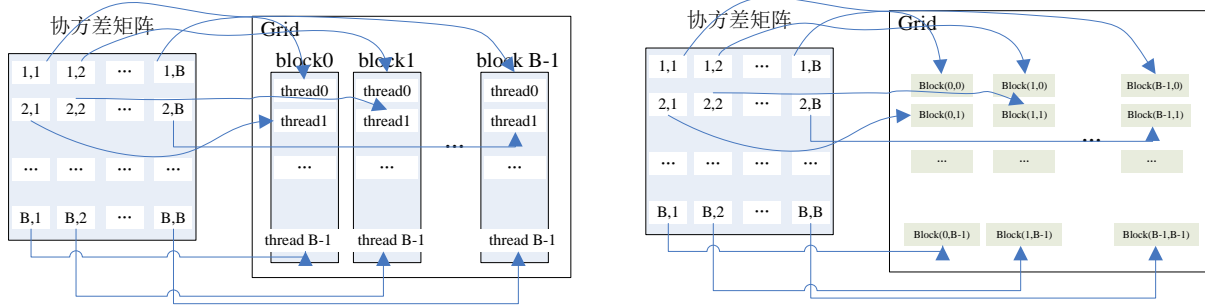 协方差矩阵
Grid
block0 block1 block B-1
1,1 1,2 ... 1,B
thread0 thread0 thread0
2,1 2,2 ... 2,B
thread1 thread1 thread1
...
... ... ... ...
... ... ...
B,1 B,2 ... B,B
thread B-1 thread B-1 thread B-1
协方差矩阵
Grid
1,1 1,2 ... 1,B
Block(0,0) Block(1,0) Block(B-1,0)
2,1 2,2 ... 2,B
Block(0,1) Block(1,1) Block(B-1,1)
...
... ... ... ...
... ... ...
B,1 B,2 ... B,B
Block(0,B-1) Block(1,B-1) Block(B-1,B-1)